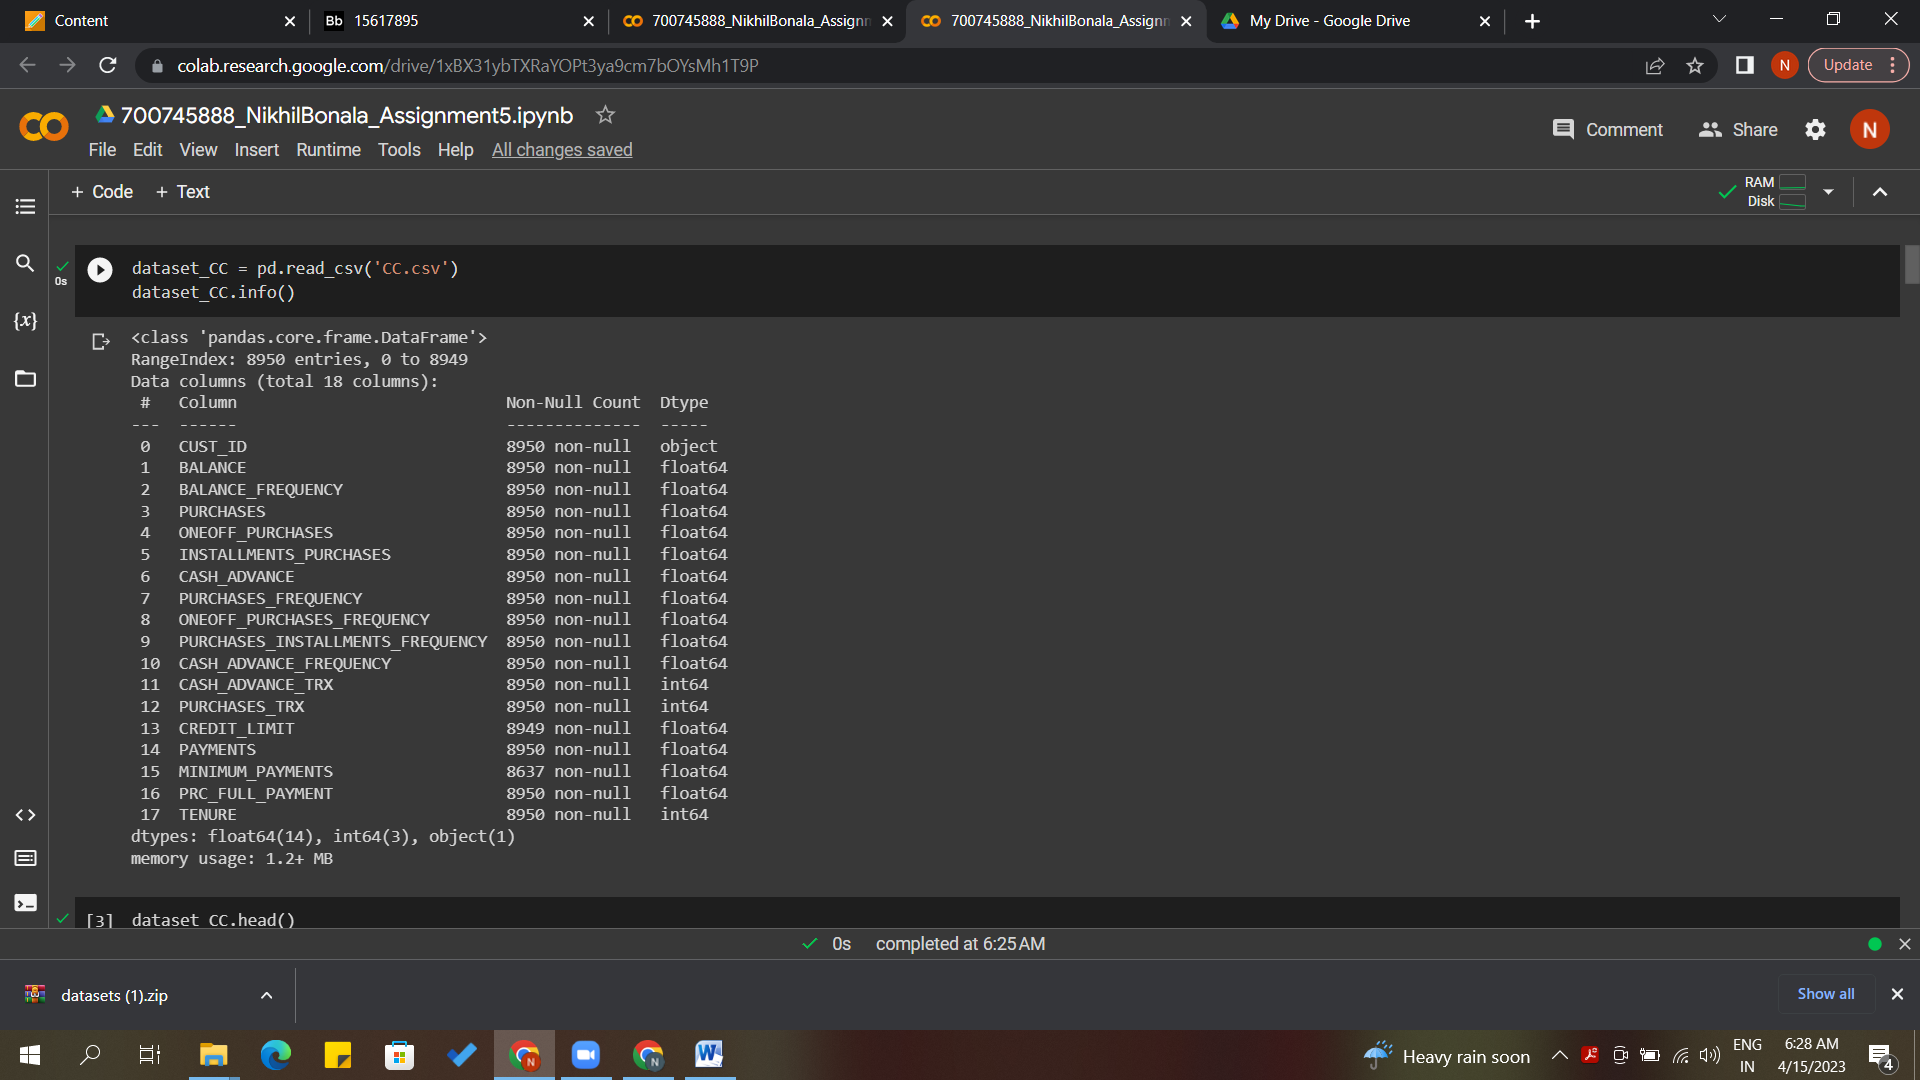 Content
Bb 15617895
700745888_NikhilBonala_Assignm
700745888_NikhilBonala_Assignm
My Drive - Google Drive
colab.research.google.com/drive/1xBX31ybTXRaYOPt3ya9cm7bOYsMh1T9P
N
Update
700745888_NikhilBonala_Assignment5.ipynb
Comment
Share
N
File Edit View Insert Runtime Tools Help All changes saved
+ Code + Text
RAM
Disk
0s
dataset_CC = pd.read_csv('CC.csv')
dataset_CC.info()
{x}
<class 'pandas.core.frame.DataFrame'>
RangeIndex: 8950 entries, 0 to 8949
Data columns (total 18 columns):
# Column Non-Null Count Dtype
--- ------ -------------- -----
0 CUST_ID 8950 non-null object
1 BALANCE 8950 non-null float64
2 BALANCE_FREQUENCY 8950 non-null float64
3 PURCHASES 8950 non-null float64
4 ONEOFF_PURCHASES 8950 non-null float64
5 INSTALLMENTS_PURCHASES 8950 non-null float64
6 CASH_ADVANCE 8950 non-null float64
7 PURCHASES_FREQUENCY 8950 non-null float64
8 ONEOFF_PURCHASES_FREQUENCY 8950 non-null float64
9 PURCHASES_INSTALLMENTS_FREQUENCY 8950 non-null float64
10 CASH_ADVANCE_FREQUENCY 8950 non-null float64
11 CASH_ADVANCE_TRX 8950 non-null int64
12 PURCHASES_TRX 8950 non-null int64
13 CREDIT_LIMIT 8949 non-null float64
14 PAYMENTS 8950 non-null float64
15 MINIMUM_PAYMENTS 8637 non-null float64
16 PRC_FULL_PAYMENT 8950 non-null float64
17 TENURE 8950 non-null int64
dtypes: float64(14), int64(3), object(1)
memory usage: 1.2+ MB
[3] dataset_CC.head()
0s completed at 6:25 AM
datasets (1).zip
Show all
Heavy rain soon
ENG
IN
6:28 AM
4/15/2023
4